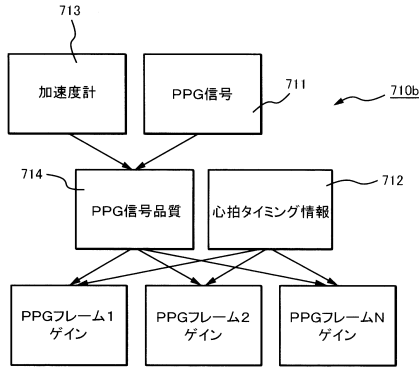 713
加速度計
PPG信号
711
710b
714
PPG信号品質
心拍タイミング情報
712
PPGフレーム1
ゲイン
PPGフレーム2
ゲイン
PPGフレームN
ゲイン